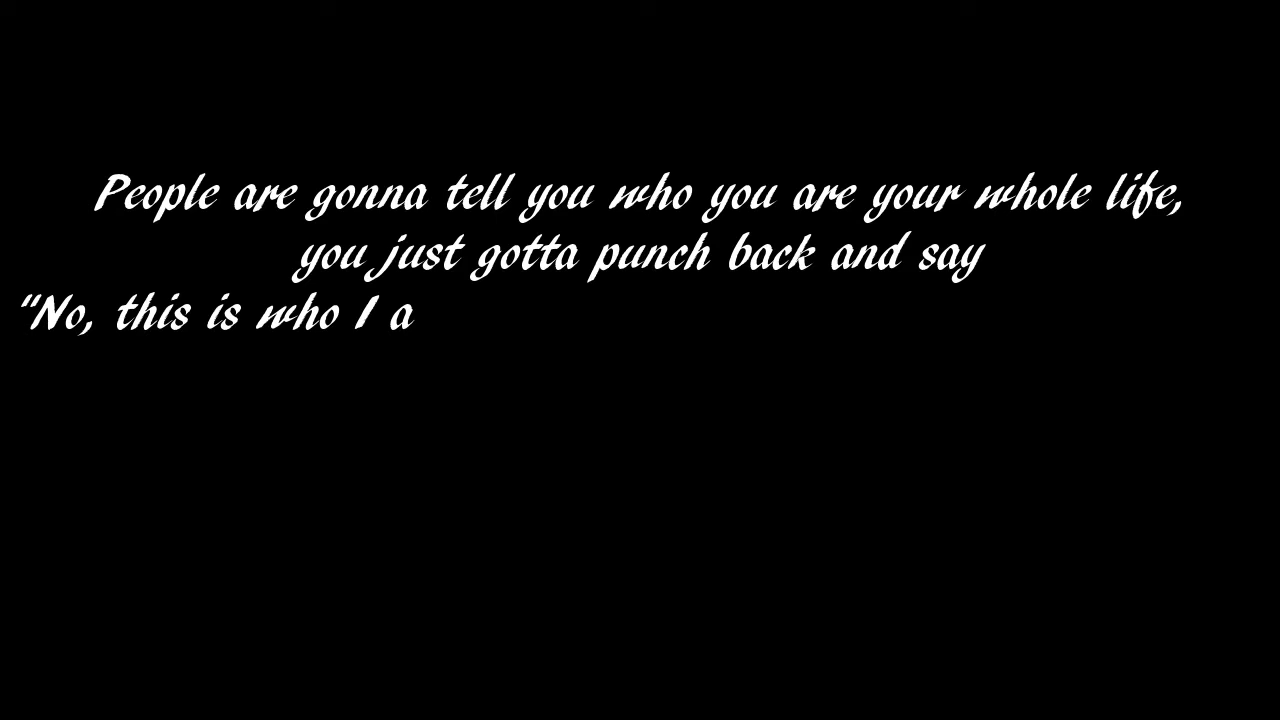 People are gonna tell you who you are your whole life,
you just gotta punch back and say
"No, this is who I a